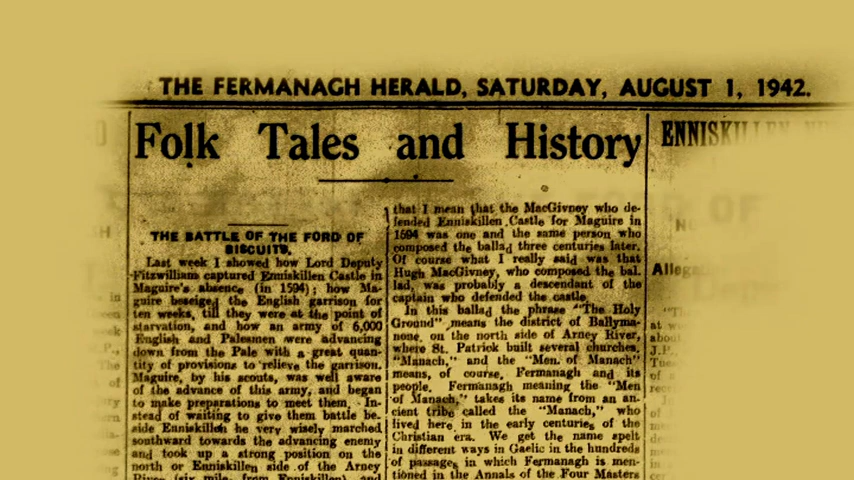 THE FERMANAGH HERALD, SATURDAY, AUGUST 1, 1942.
Folk Tales and History
THE BATTLE OF THE FORD OF
BISCUITS.
Last week I showed how Lord Deputy
Fitzwilliam captured Enniskillen Castle in
Maguire's absence (in 1594); how Ma-
guire beseiged the English garrison for
ten weeks, till they were at the point of
starvation, and how an army of 6,000
English and Palesmen were advancing
down from the Pale with a great quan-
tity of provisions to relieve the garrison.
Maguire, by his scouts, was well aware
of the advance of this army, and began
to make preparations to meet them. In-
stead of waiting to give them battle be-
side Enniskillen he very wisely marched
southward towards the advancing enemy
and took up a strong position on the
north or Enniskillen side of the Arney
River (six miles from Enniskillen), and
that I mean that the MacGivney who de-
fended Enniskillen Castle for Maguire in
1594 was one and the same person who
composed the ballad three centuries later.
Of course what I really said was that
Hugh MacGivney, who composed the bal-
lad, was probably a descendant of the
captain who defended the castle.
In this ballad the phrase "The Holy
Ground" means the district of Ballyma-
none, on the north side of Arney River,
where St. Patrick built several churches.
"Manach," and the "Men of Manach"
means, of course, Fermanagh and its
people. Fermanagh meaning the "Men
of Manach," takes its name from an an-
cient tribe called the "Manach," who
lived here in the early centuries of the
Christian era. We get the name spelt
in different ways in Gaelic in the hundreds
of passages in which Fermanagh is men-
tioned in the Annals of the Four Masters
ENNISKILLEN